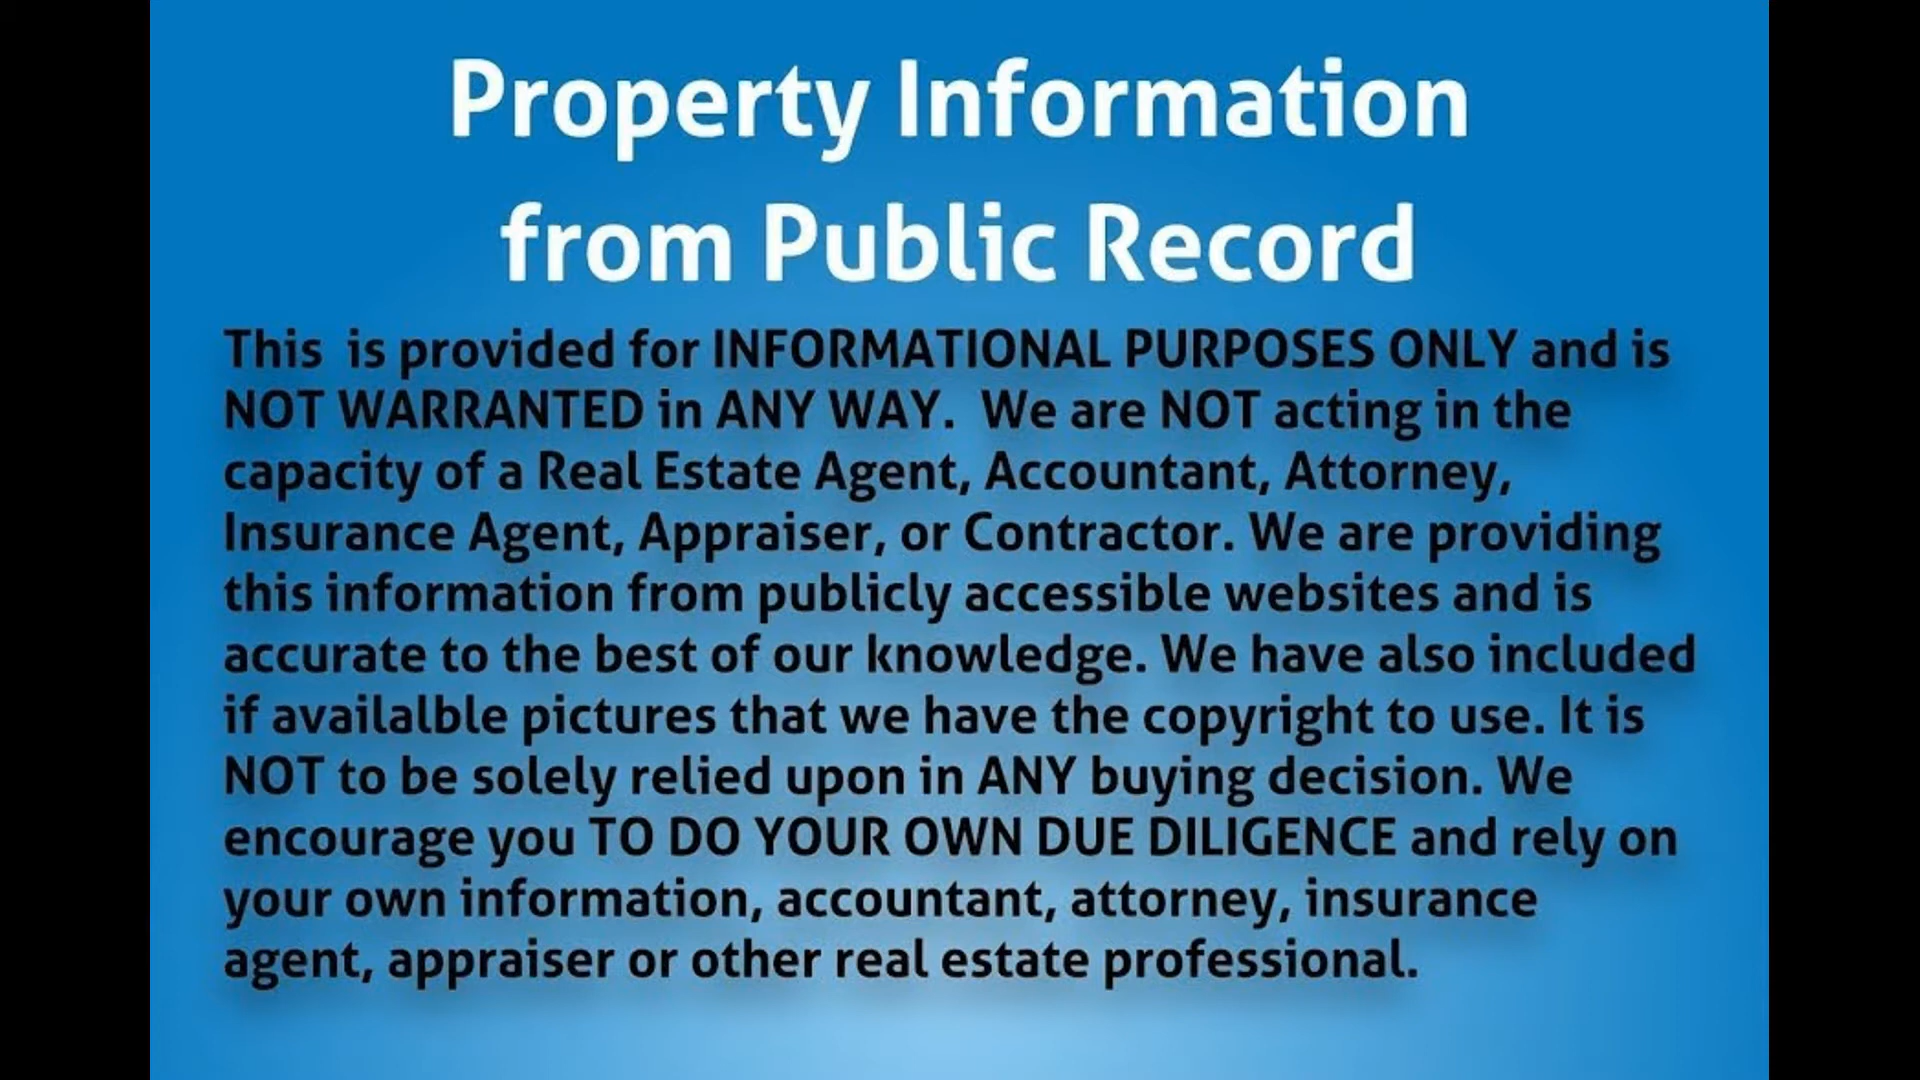 Property Information
from Public Record
This  is provided for INFORMATIONAL PURPOSES ONLY and is
NOT WARRANTED in ANY WAY.  We are NOT acting in the
capacity of a Real Estate Agent, Accountant, Attorney,
Insurance Agent, Appraiser, or Contractor. We are providing
this information from publicly accessible websites and is
accurate to the best of our knowledge. We have also included
if availalble pictures that we have the copyright to use. It is
NOT to be solely relied upon in ANY buying decision. We
encourage you TO DO YOUR OWN DUE DILIGENCE and rely on
your own information, accountant, attorney, insurance
agent, appraiser or other real estate professional.